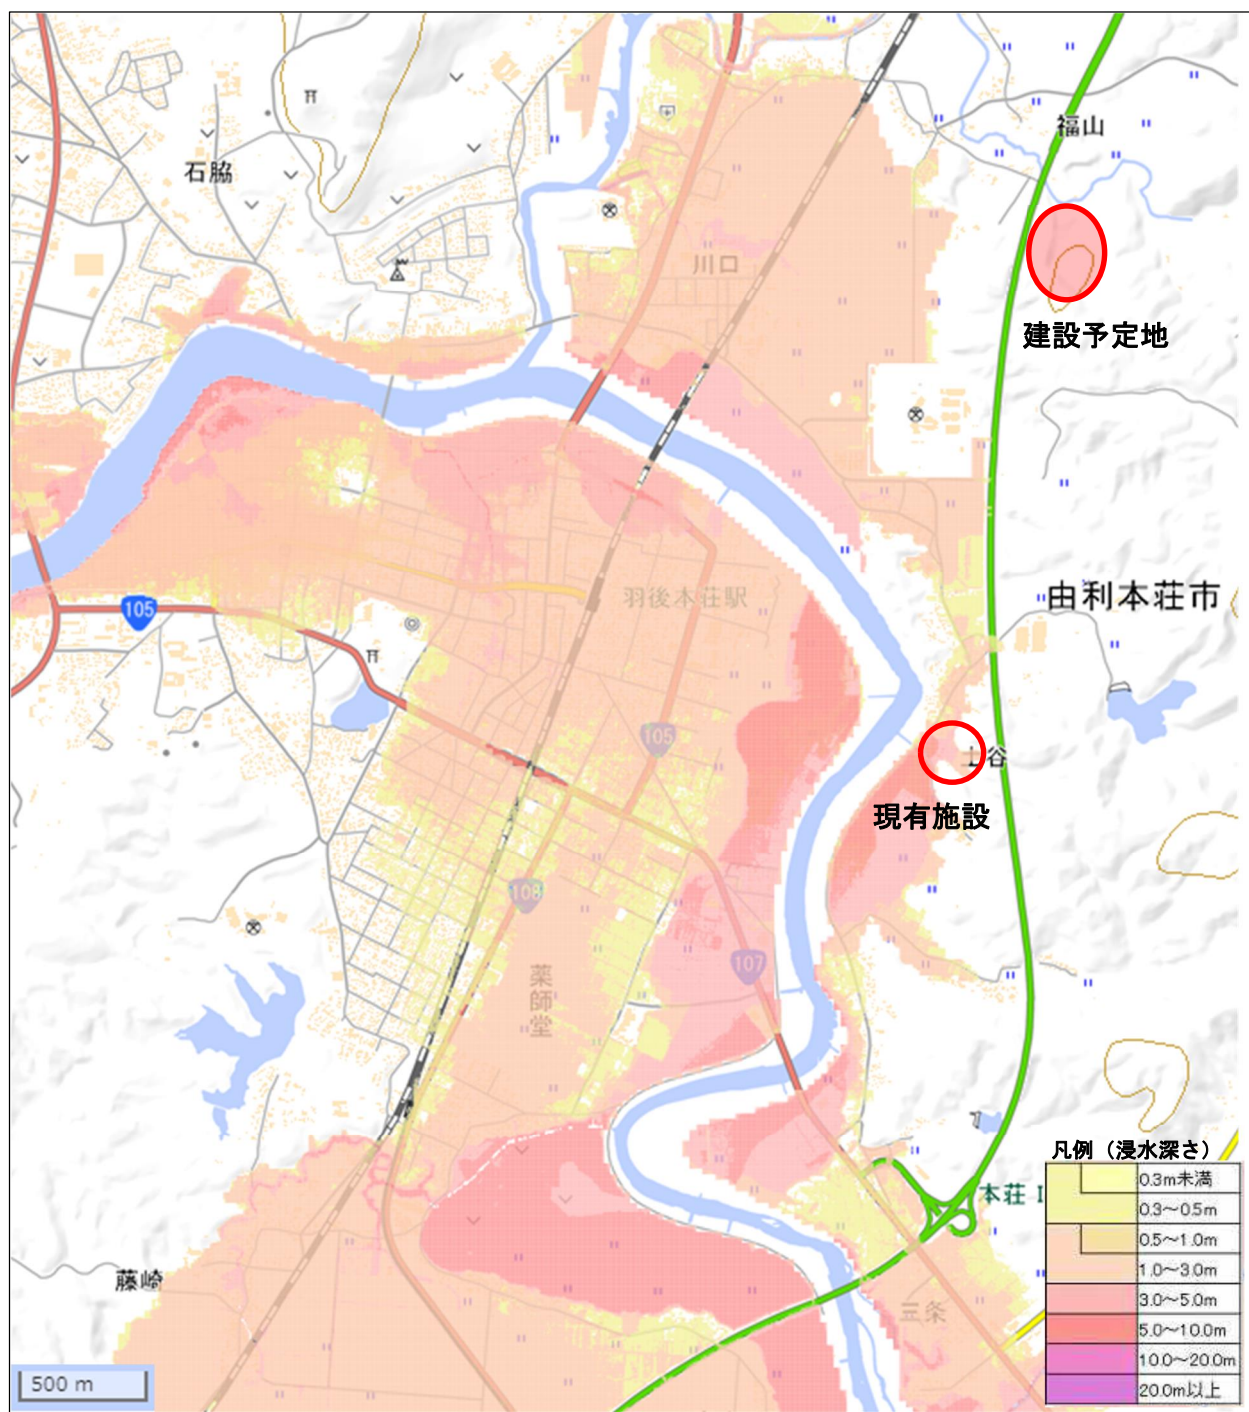 福山
石脇
川口
建設予定地
105
羽後本荘駅
由利本荘市
105
土谷
現有施設
108
107
薬師堂
凡例（浸水深さ）
0.3m未満
0.3～0.5m
0.5～1.0m
1.0～3.0m
3.0～5.0m
5.0～10.0m
10.0～20.0m
20.0m以上
本荘 I
藤崎
三条
500 m